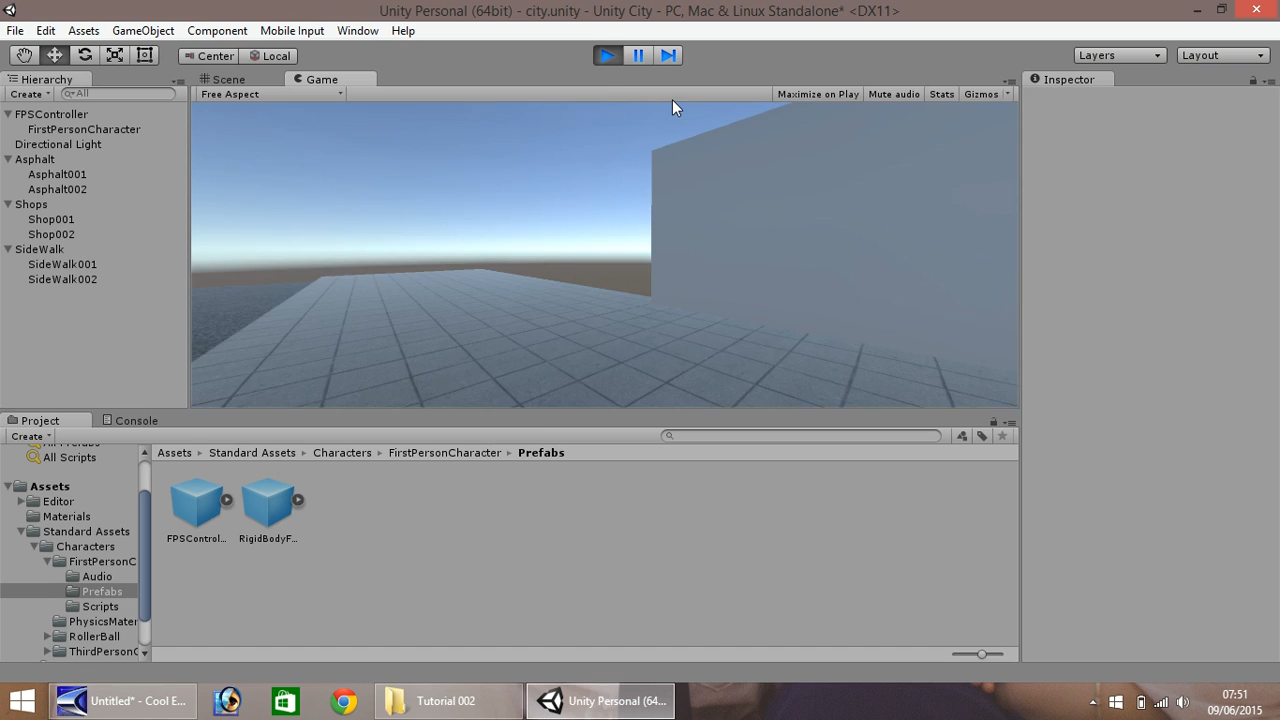 Unity Personal (64bit) - city.unity - Unity City - PC, Mac & Linux Standalone* <DX11>
File Edit Assets GameObject Component Mobile Input Window Help
Center Local Layers Layout
Hierarchy Scene Game Inspector
Create All Free Aspect Maximize on Play Mute audio Stats Gizmos
FPSController
FirstPersonCharacter
Directional Light
Asphalt
Asphalt001
Asphalt002
Shops
Shop001
Shop002
SideWalk
SideWalk001
SideWalk002
Project Console
Create
All Scripts
Assets
Editor
Materials
Standard Assets
Characters
FirstPersonC
Audio
Prefabs
Scripts
PhysicsMater
RollerBall
ThirdPersonC
Assets Standard Assets Characters FirstPersonCharacter Prefabs
FPSControl... RigidBodyF...
Untitled* - Cool E... Tutorial 002 Unity Personal (64...
07:51
09/06/2015